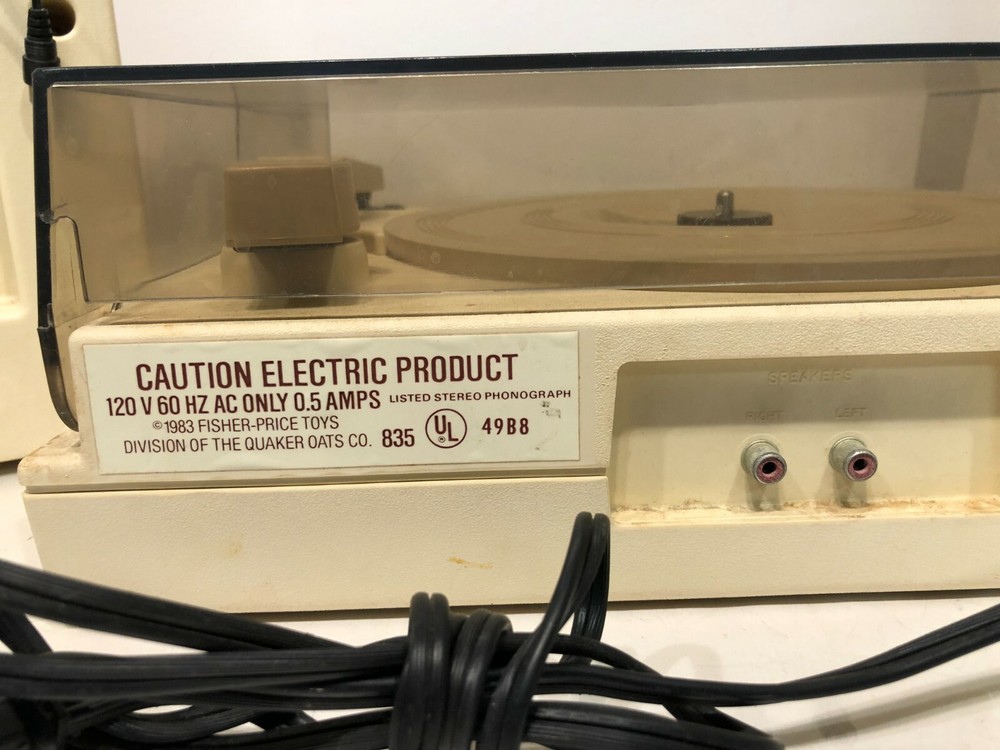 CAUTION ELECTRIC PRODUCT
120 V 60 HZ AC ONLY 0.5 AMPS LISTED STEREO PHONOGRAPH
©1983 FISHER-PRICE TOYS
DIVISION OF THE QUAKER OATS CO. 835 UL 49B8
SPEAKERS
RIGHT LEFT